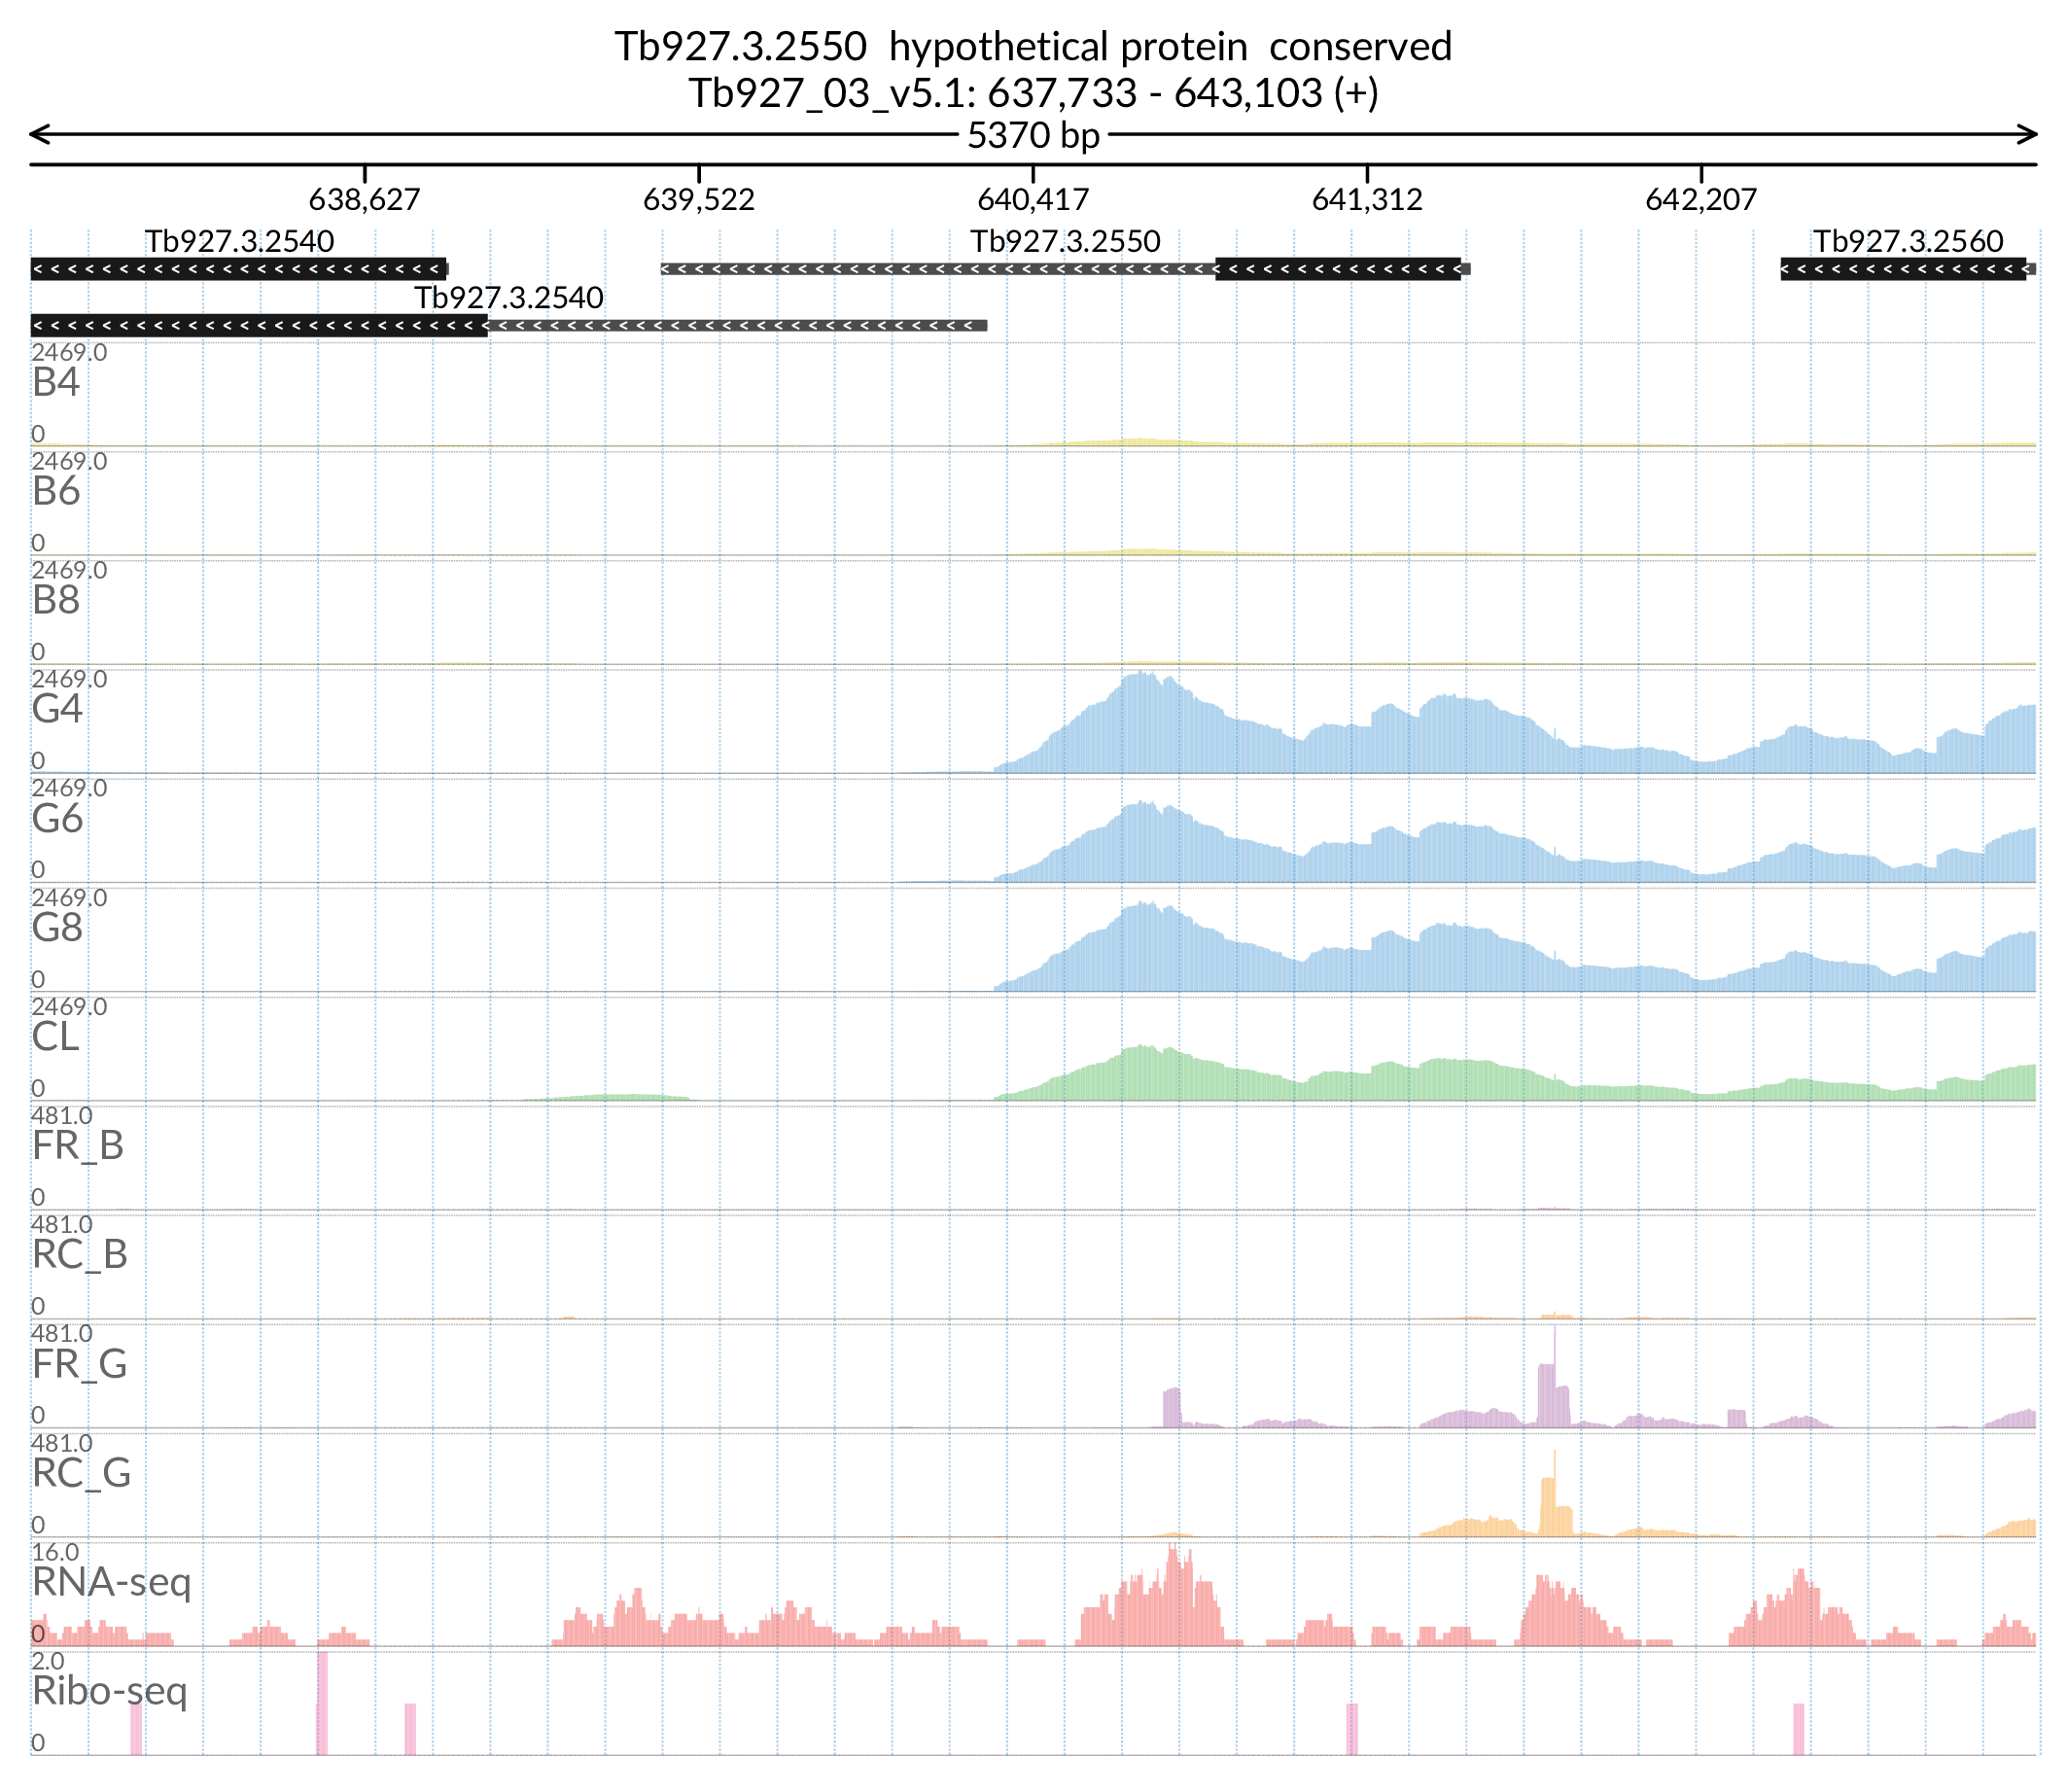 Tb927.3.2550  hypothetical protein  conserved
Tb927_03_v5.1: 637,733 - 643,103 (+)
5370 bp
638,627 639,522 640,417 641,312 642,207
Tb927.3.2540 Tb927.3.2550 Tb927.3.2560
Tb927.3.2540
2469.0
B4
0
2469.0
B6
0
2469.0
B8
0
2469.0
G4
0
2469.0
G6
0
2469.0
G8
0
2469.0
CL
0
481.0
FR_B
0
481.0
RC_B
0
481.0
FR_G
0
481.0
RC_G
0
16.0
RNA-seq
0
2.0
Ribo-seq
0